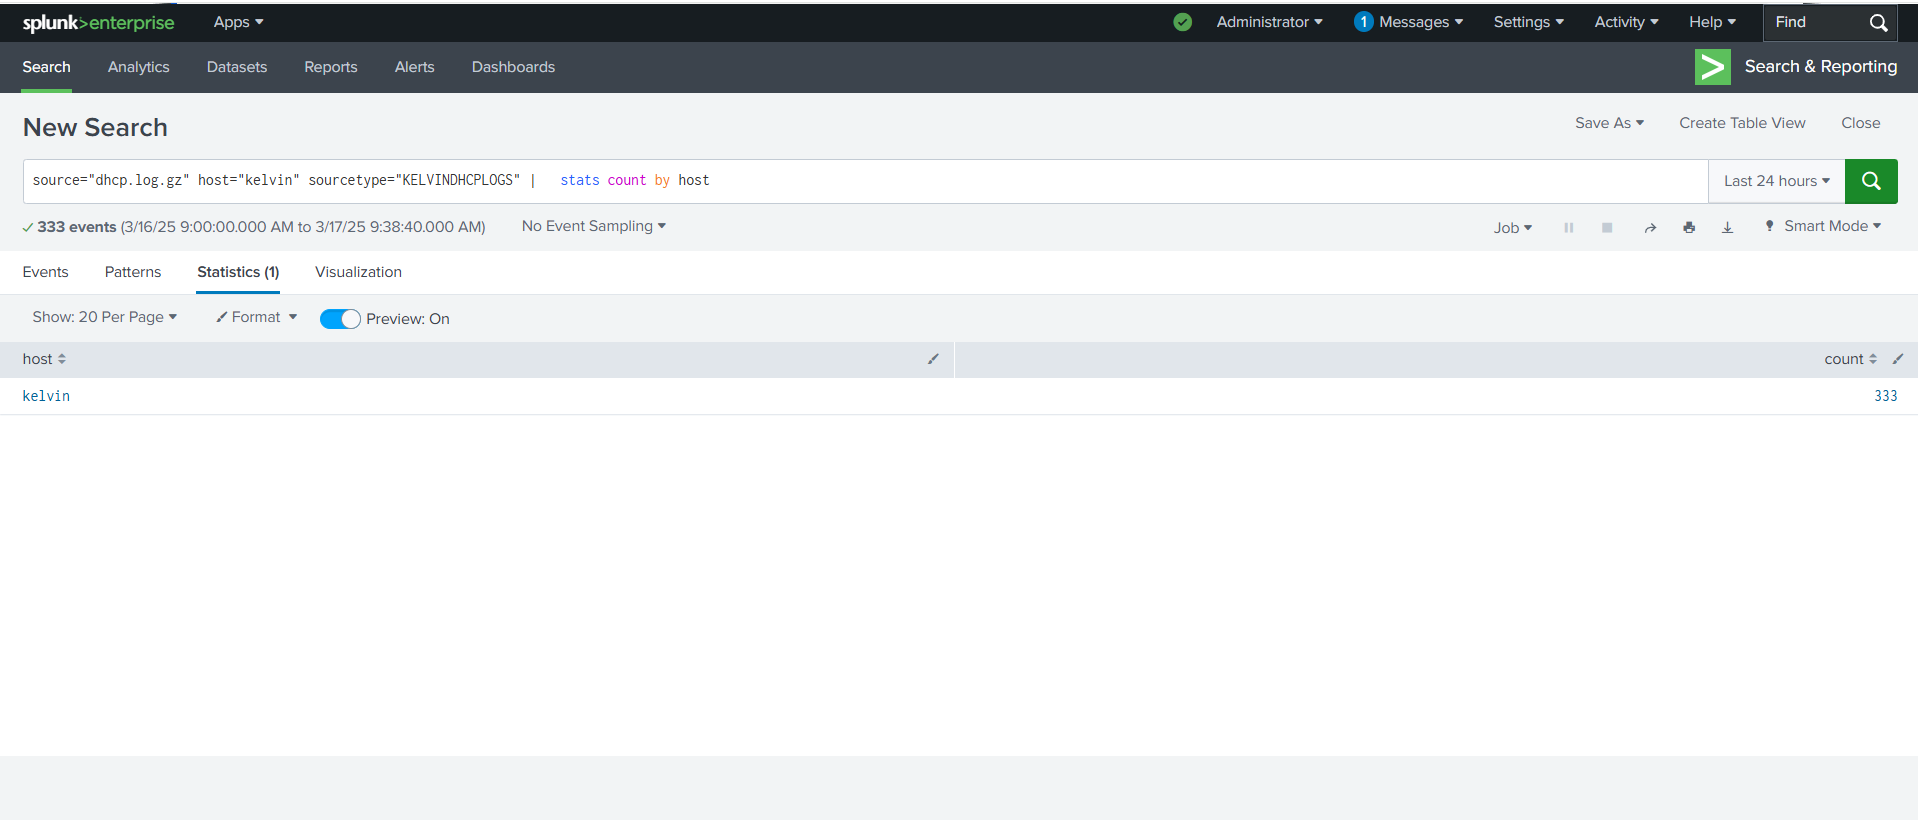 splunk>enterprise Apps Administrator 1 Messages Settings Activity Help Find
Search Analytics Datasets Reports Alerts Dashboards > Search & Reporting
New Search Save As Create Table View Close
source="dhcp.log.gz" host="kelvin" sourcetype="KELVINDHCPLOGS" | stats count by host Last 24 hours
333 events (3/16/25 9:00:00.000 AM to 3/17/25 9:38:40.000 AM) No Event Sampling Job Smart Mode
Events Patterns Statistics (1) Visualization
Show: 20 Per Page Format Preview: On
host count
kelvin 333